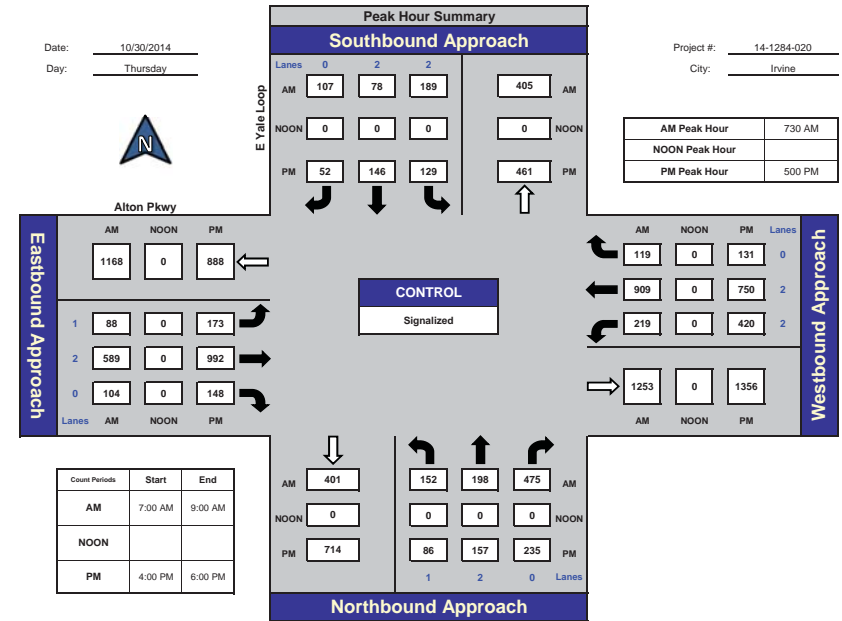 Peak Hour Summary
Southbound Approach
Date: 10/30/2014
Day: Thursday
Project #: 14-1284-020
City: Irvine
N
E Yale Loop
Lanes 0 2 2
AM 107 78 189 405 AM
NOON 0 0 0 0 NOON
PM 52 146 129 461 PM
AM Peak Hour 730 AM
NOON Peak Hour
PM Peak Hour 500 PM
Alton Pkwy
Eastbound Approach
AM NOON PM
1168 0 888
1 88 0 173
2 589 0 992
0 104 0 148
Lanes AM NOON PM
CONTROL
Signalized
Westbound Approach
AM NOON PM Lanes
119 0 131 0
909 0 750 2
219 0 420 2
1253 0 1356
AM NOON PM
Count Periods Start End
AM 7:00 AM 9:00 AM
NOON
PM 4:00 PM 6:00 PM
AM 401 152 198 475 AM
NOON 0 0 0 0 NOON
PM 714 86 157 235 PM
1 2 0 Lanes
Northbound Approach